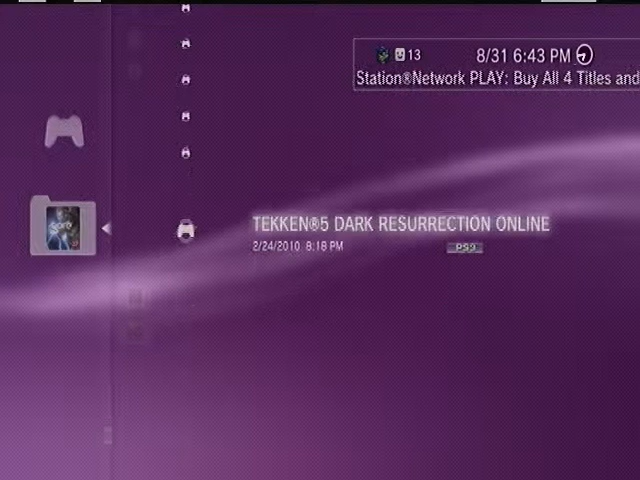 13
8/31 6:43 PM
Station®Network PLAY: Buy All 4 Titles and
TEKKEN®5 DARK RESURRECTION ONLINE
2/24/2010 8:18 PM
PS3